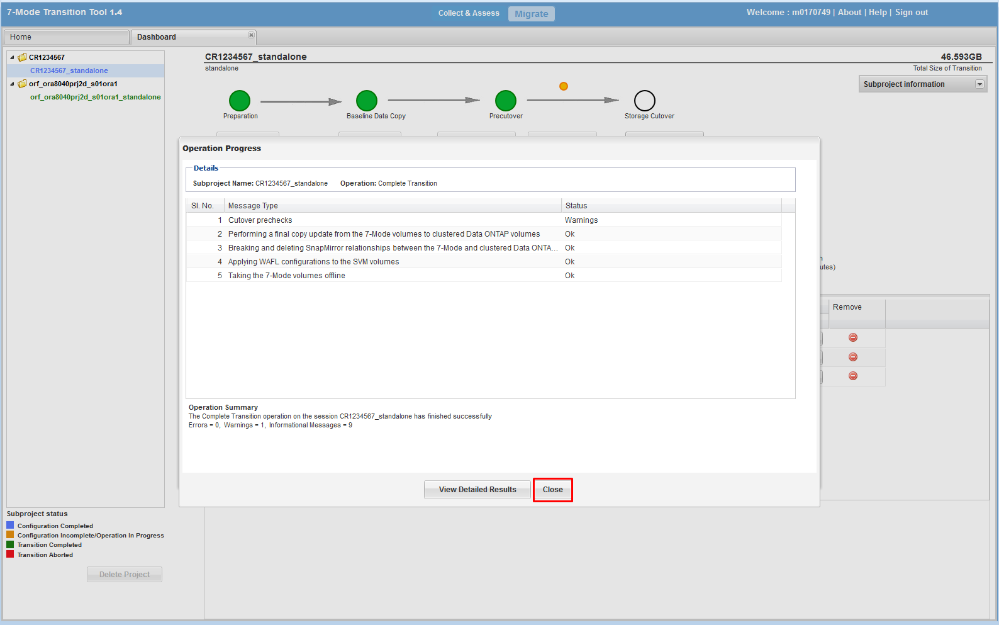 7-Mode Transition Tool 1.4
Collect & Assess Migrate
Welcome : m0170749 | About | Help | Sign out
Home
Dashboard
CR1234567
CR1234567_standalone
orf_ora8040prj2d_s01ora1
orf_ora8040prj2d_s01ora1_standalone
CR1234567_standalone
46.593GB
standalone
Total Size of Transition
Subproject information
Preparation
Baseline Data Copy
Precutover
Storage Cutover
Operation Progress
Details
Subproject Name: CR1234567_standalone Operation: Complete Transition
Sl. No. Message Type Status
1 Cutover prechecks Warnings
2 Performing a final copy update from the 7-Mode volumes to clustered Data ONTAP volumes Ok
3 Breaking and deleting SnapMirror relationships between the 7-Mode and clustered Data ONTA... Ok
4 Applying WAFL configurations to the SVM volumes Ok
5 Taking the 7-Mode volumes offline Ok
utes)
Remove
Operation Summary
The Complete Transition operation on the session CR1234567_standalone has finished successfully
Errors = 0, Warnings = 1, Informational Messages = 9
View Detailed Results
Close
Subproject status
Configuration Completed
Configuration Incomplete/Operation In Progress
Transition Completed
Transition Aborted
Delete Project